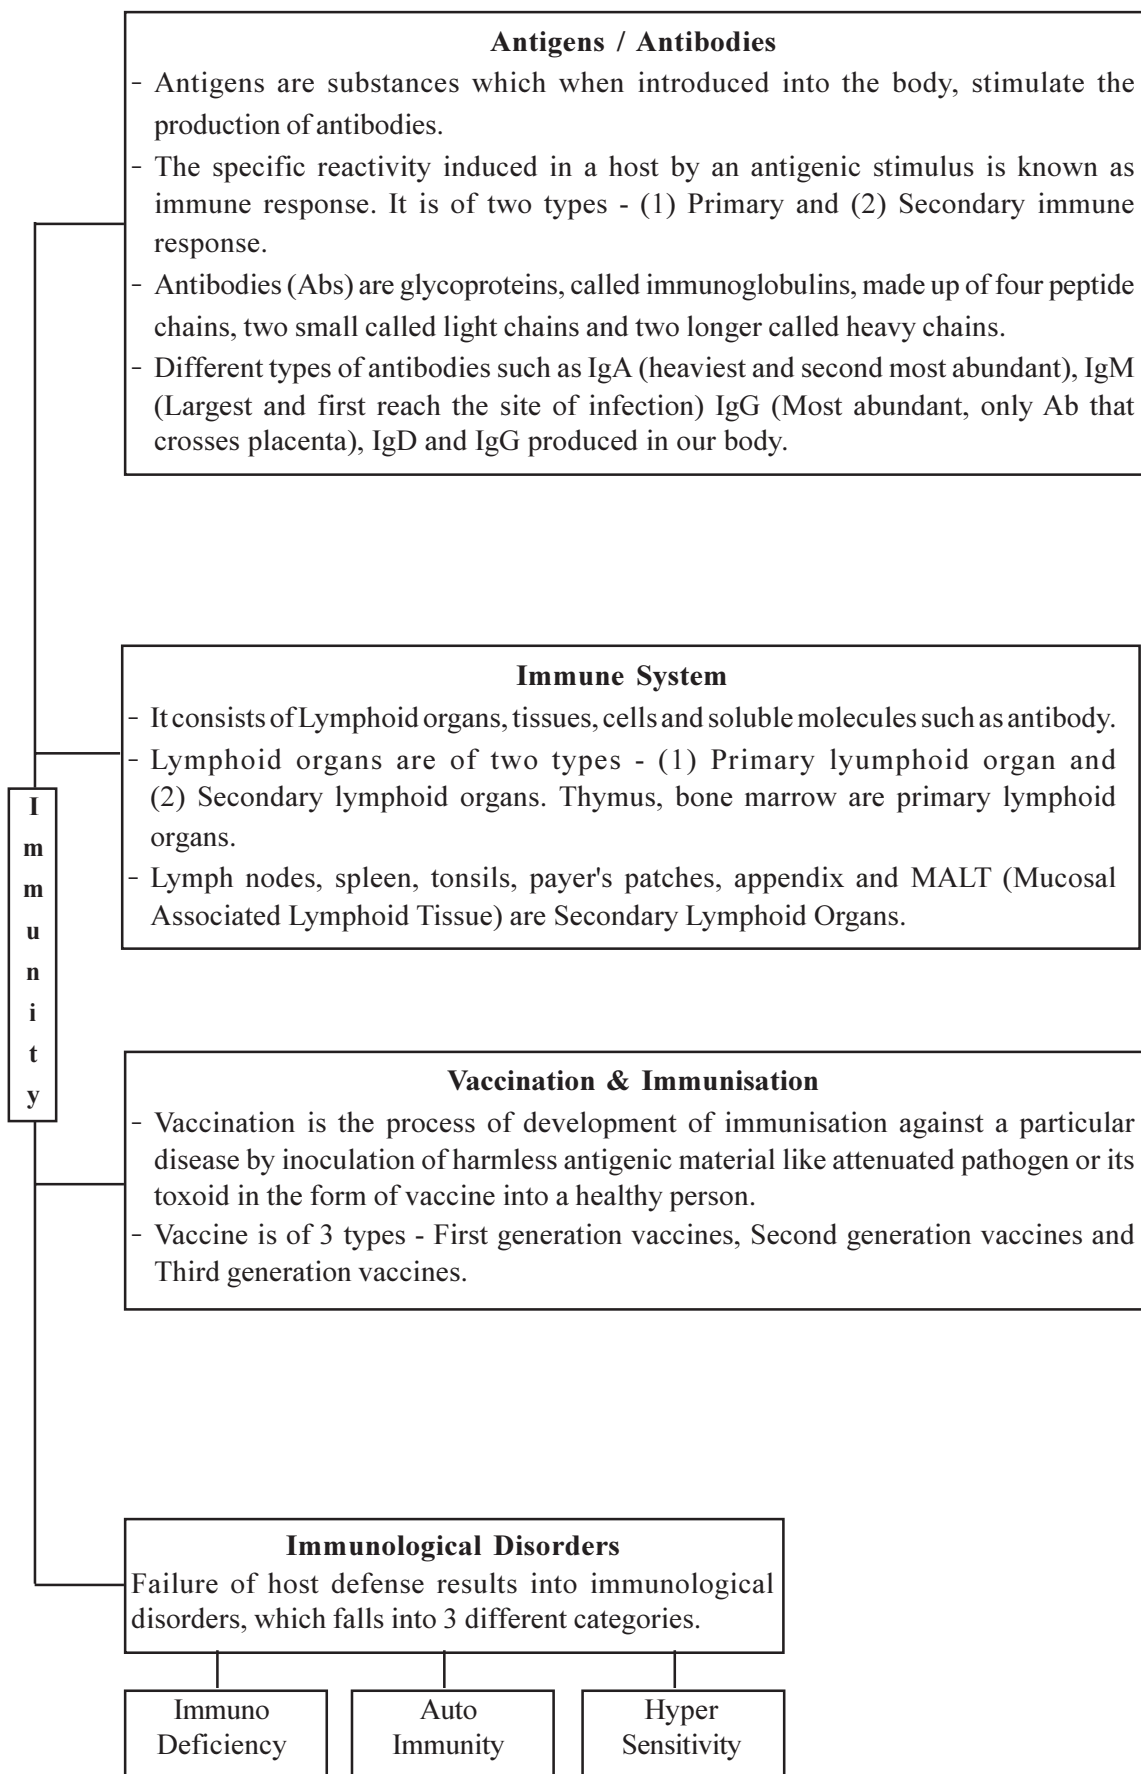 Antigens / Antibodies
- Antigens are substances which when introduced into the body, stimulate the
production of antibodies.
- The specific reactivity induced in a host by an antigenic stimulus is known as
immune response. It is of two types - (1) Primary and (2) Secondary immune
response.
- Antibodies (Abs) are glycoproteins, called immunoglobulins, made up of four peptide
chains, two small called light chains and two longer called heavy chains.
- Different types of antibodies such as IgA (heaviest and second most abundant), IgM
(Largest and first reach the site of infection) IgG (Most abundant, only Ab that
crosses placenta), IgD and IgG produced in our body.
Immune System
- It consists of Lymphoid organs, tissues, cells and soluble molecules such as antibody.
- Lymphoid organs are of two types - (1) Primary lyumphoid organ and
(2) Secondary lymphoid organs. Thymus, bone marrow are primary lymphoid
organs.
- Lymph nodes, spleen, tonsils, payer's patches, appendix and MALT (Mucosal
Associated Lymphoid Tissue) are Secondary Lymphoid Organs.
I
m
m
u
n
i
t
y
Vaccination & Immunisation
- Vaccination is the process of development of immunisation against a particular
disease by inoculation of harmless antigenic material like attenuated pathogen or its
toxoid in the form of vaccine into a healthy person.
- Vaccine is of 3 types - First generation vaccines, Second generation vaccines and
Third generation vaccines.
Immunological Disorders
Failure of host defense results into immunological
disorders, which falls into 3 different categories.
Immuno
Deficiency
Auto
Immunity
Hyper
Sensitivity